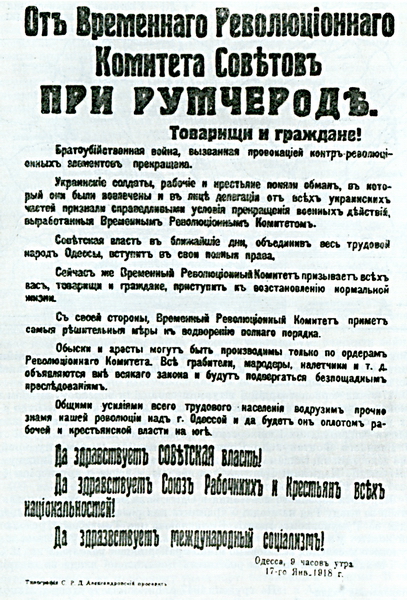 Отъ Временнаго Революціоннаго
Комитета Совѣтовъ
ПРИ РУМЧЕРОДѢ.
Товарищи и граждане!
Братоубійственная война, вызванная провокаціей контръ-революці-
онныхъ элементовъ прекращена.
Украинскіе солдаты, рабочіе и крестьяне поняли обманъ, въ кото-
рый они были вовлечены и въ лицѣ делегаціи отъ всѣхъ украинскихъ
частей признали справедливыми условія прекращенія военныхъ дѣйствій,
выработанныя Временнымъ Революціоннымъ Комитетомъ.
Совѣтская власть въ ближайшіе дни, объединивъ весь трудовой
народъ Одессы, вступитъ въ свои полныя права.
Сейчасъ же Временный Революціонный Комитетъ призываетъ всѣхъ
васъ, товарищи и граждане, приступить къ возстановленію нормальной
жизни.
Съ своей стороны, Временный Революціонный Комитетъ приметъ
самыя рѣшительныя мѣры къ водворенію полнаго порядка.
Обыски и аресты могутъ быть производимы только по ордерамъ
Революціоннаго Комитета. Всѣ грабители, мародеры, налетчики и т. д.
объявляются внѣ всякаго закона и будутъ подвергаться безпощаднымъ
преслѣдованіямъ.
Общими усиліями всего трудового населенія водрузимъ прочно
знамя нашей революціи надъ г. Одессой и да будетъ онъ оплотомъ ра-
бочей и крестьянской власти на югѣ.
Да здравствуетъ СОВѢТСКАЯ власть!
Да здравствуетъ Союзъ Рабочихъ и Крестьянъ всѣхъ
національностей!
Да здравствуетъ международный соціализмъ!
Одесса, 9 часовъ утра
17-го Янв. 1918 г.
Типографія С. Р. Д. Александровскій проспектъ